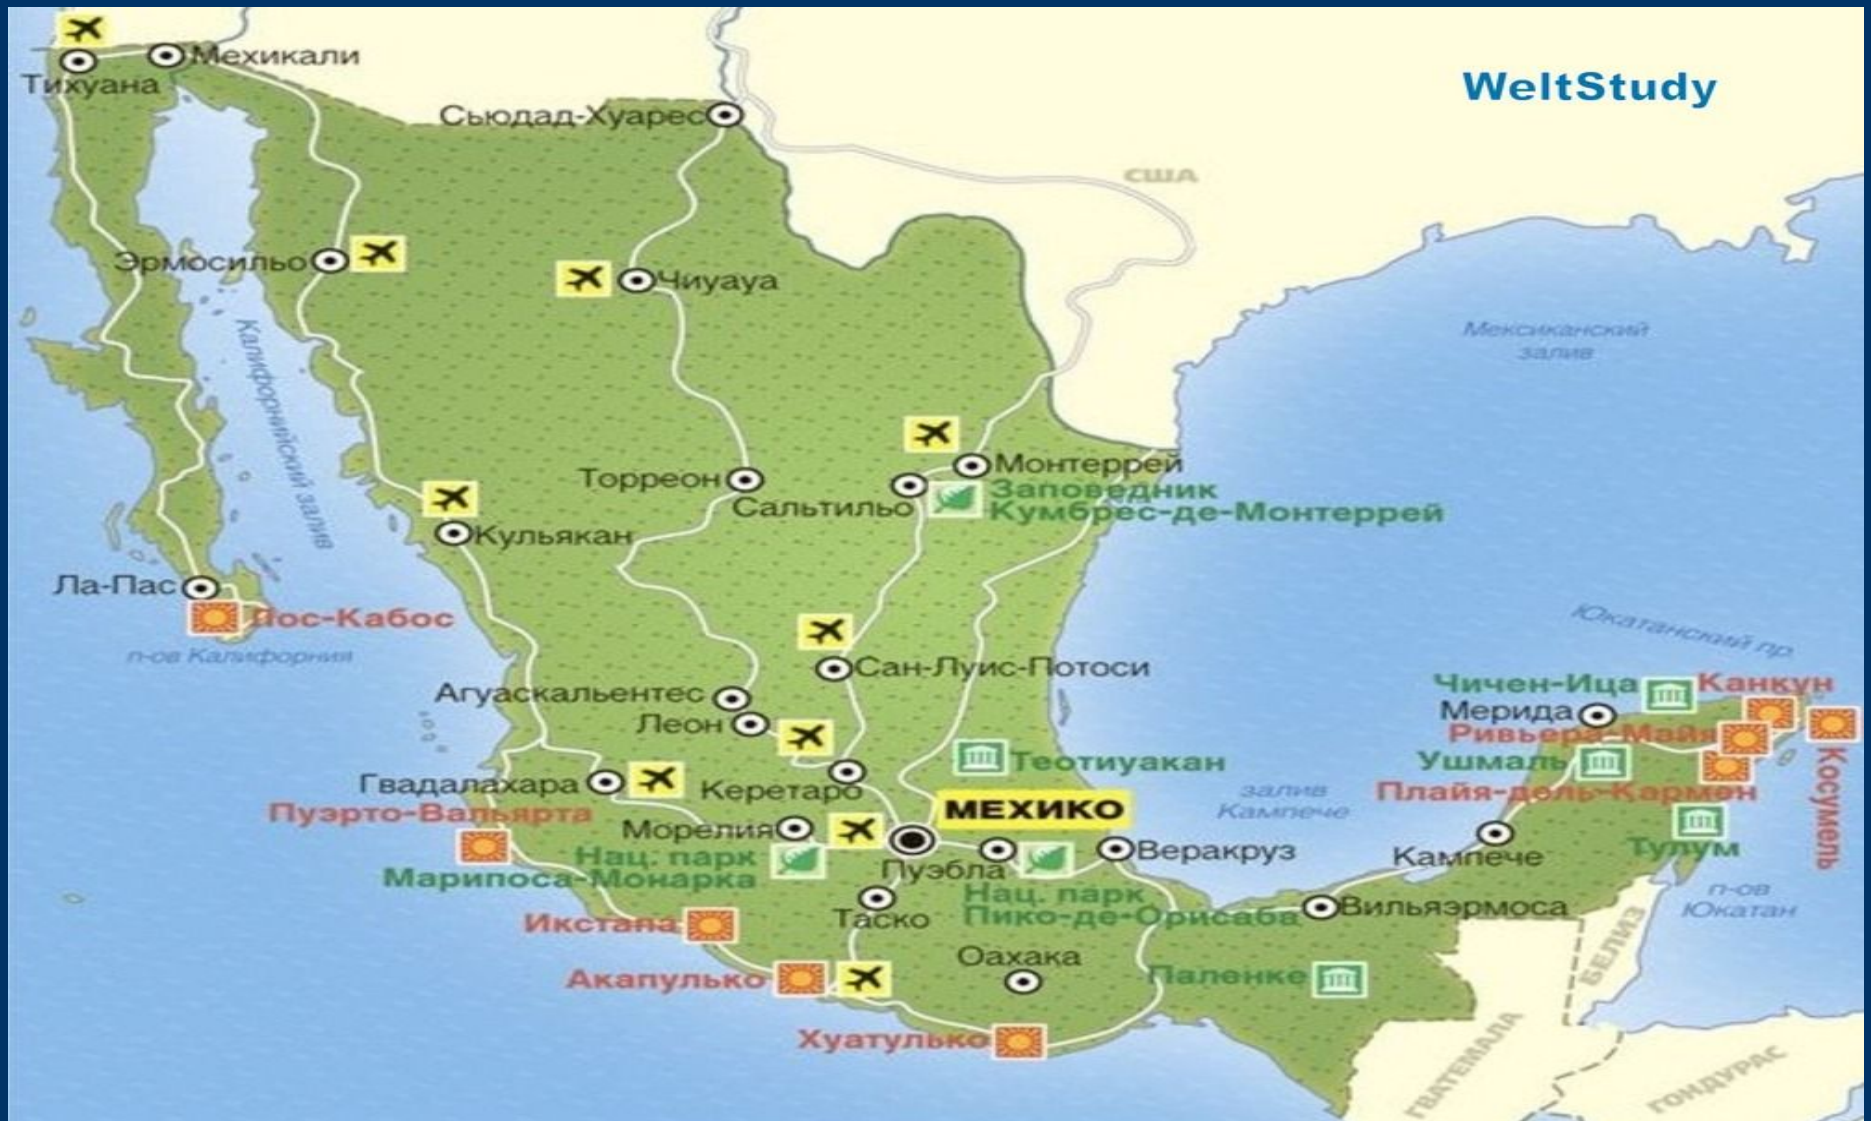 Мехикали
Тихуана
WeltStudy
Сьюдад-Хуарес
США
Эрмосильо
Чиуауа
Калифорнийский залив
Мексиканский
залив
Монтеррей
Торреон
Сальтильо
Заповедник
Кумбрес-де-Монтеррей
Кульякан
Ла-Пас
Лос-Кабос
п-ов Калифорния
Юкатанский пр.
Сан-Луис-Потоси
Агуаскальентес
Леон
Чичен-Ица
Канкун
Мерида
Ривьера-Майя
Ушмаль
Плайя-дель-Кармен
Косумель
Теотиуакан
Гвадалахара
Керетаро
залив
Кампече
МЕХИКО
Пуэрто-Вальярта
Морелия
Нац. парк
Марипоса-Монарка
Пуэбла
Веракруз
Кампече
Тулум
Нац. парк
Пико-де-Орисаба
Таско
Икстапа
Вильяэрмоса
п-ов
Юкатан
БЕЛИЗ
Оахака
Акапулько
Паленке
Хуатулько
ГВАТЕМАЛА
ГОНДУРАС